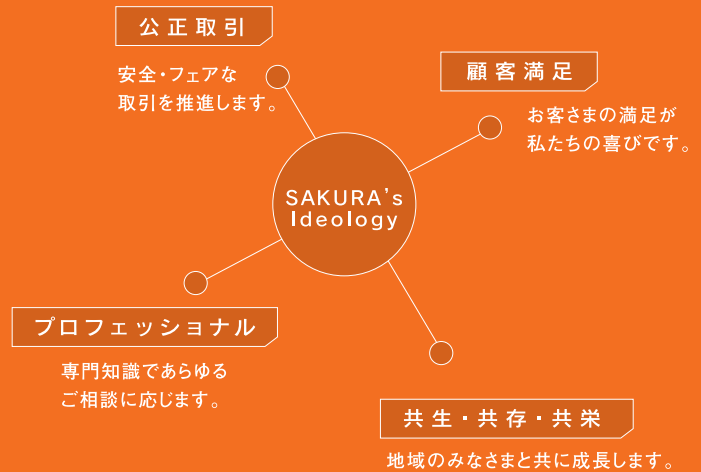 公正取引
安全・フェアな
取引を推進します。
顧客満足
お客さまの満足が
私たちの喜びです。
SAKURA's
Ideology
プロフェッショナル
専門知識であらゆる
ご相談に応じます。
共生・共存・共栄
地域のみなさまと共に成長します。